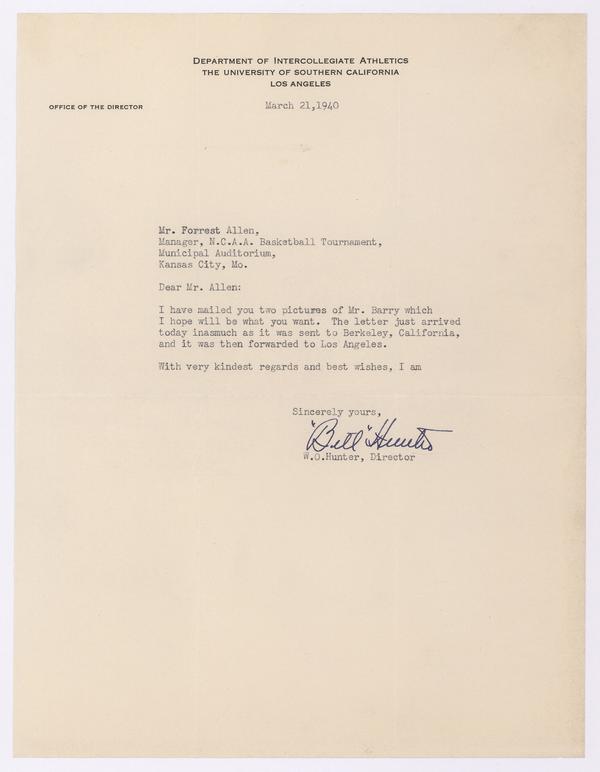 DEPARTMENT OF INTERCOLLEGIATE ATHLETICS
THE UNIVERSITY OF SOUTHERN CALIFORNIA
LOS ANGELES
OFFICE OF THE DIRECTOR
March 21,1940
Mr. Forrest Allen,
Manager, N.C.A.A. Basketball Tournament,
Municipal Auditorium,
Kansas City, Mo.
Dear Mr. Allen:
I have mailed you two pictures of Mr. Barry which
I hope will be what you want. The letter just arrived
today inasmuch as it was sent to Berkeley, California,
and it was then forwarded to Los Angeles.
With very kindest regards and best wishes, I am
Sincerely yours,
"Bill" Hunter
W.O.Hunter, Director